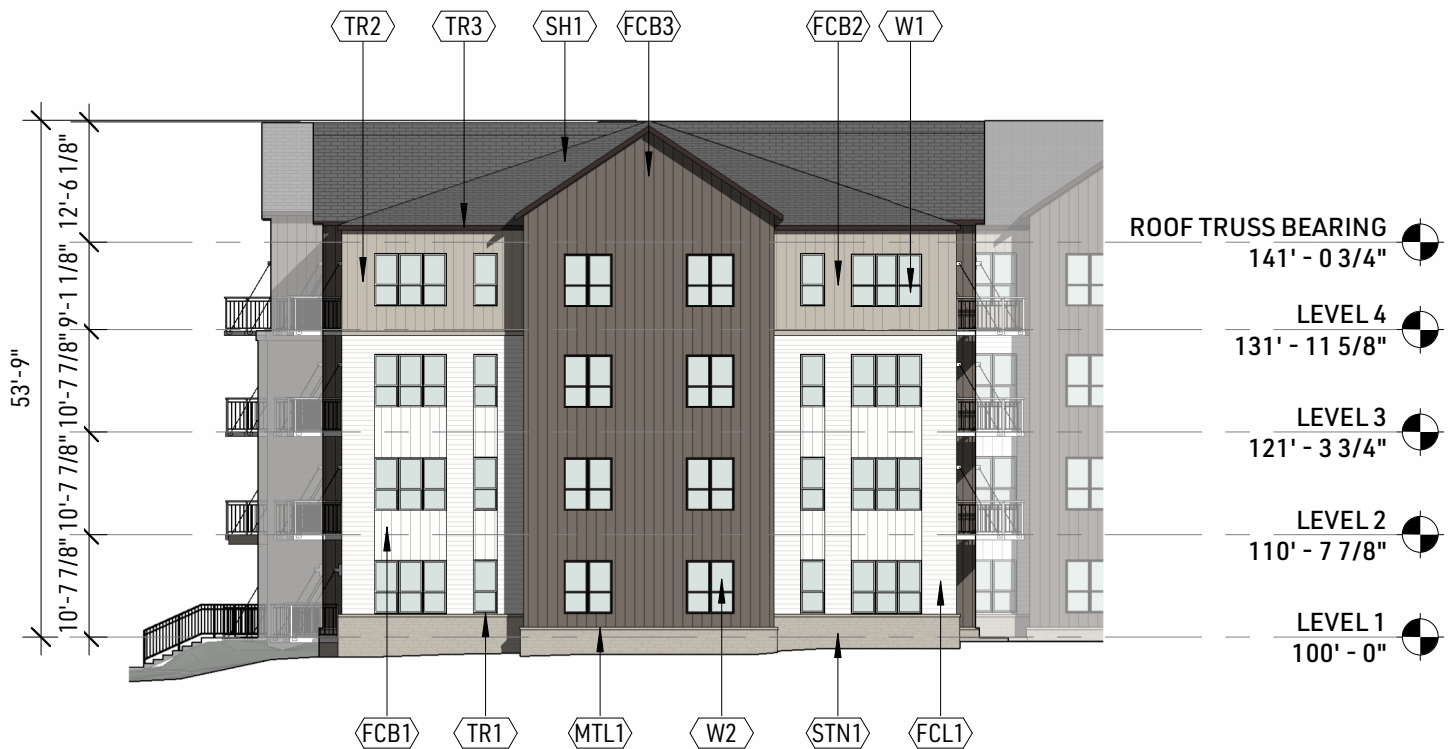 TR2 TR3 SH1 FCB3 FCB2 W1
53'-9"
12'-6 1/8"
9'-1 1/8"
10'-7 7/8"
10'-7 7/8"
10'-7 7/8"
ROOF TRUSS BEARING
141' - 0 3/4"
LEVEL 4
131' - 11 5/8"
LEVEL 3
121' - 3 3/4"
LEVEL 2
110' - 7 7/8"
LEVEL 1
100' - 0"
FCB1 TR1 MTL1 W2 STN1 FCL1